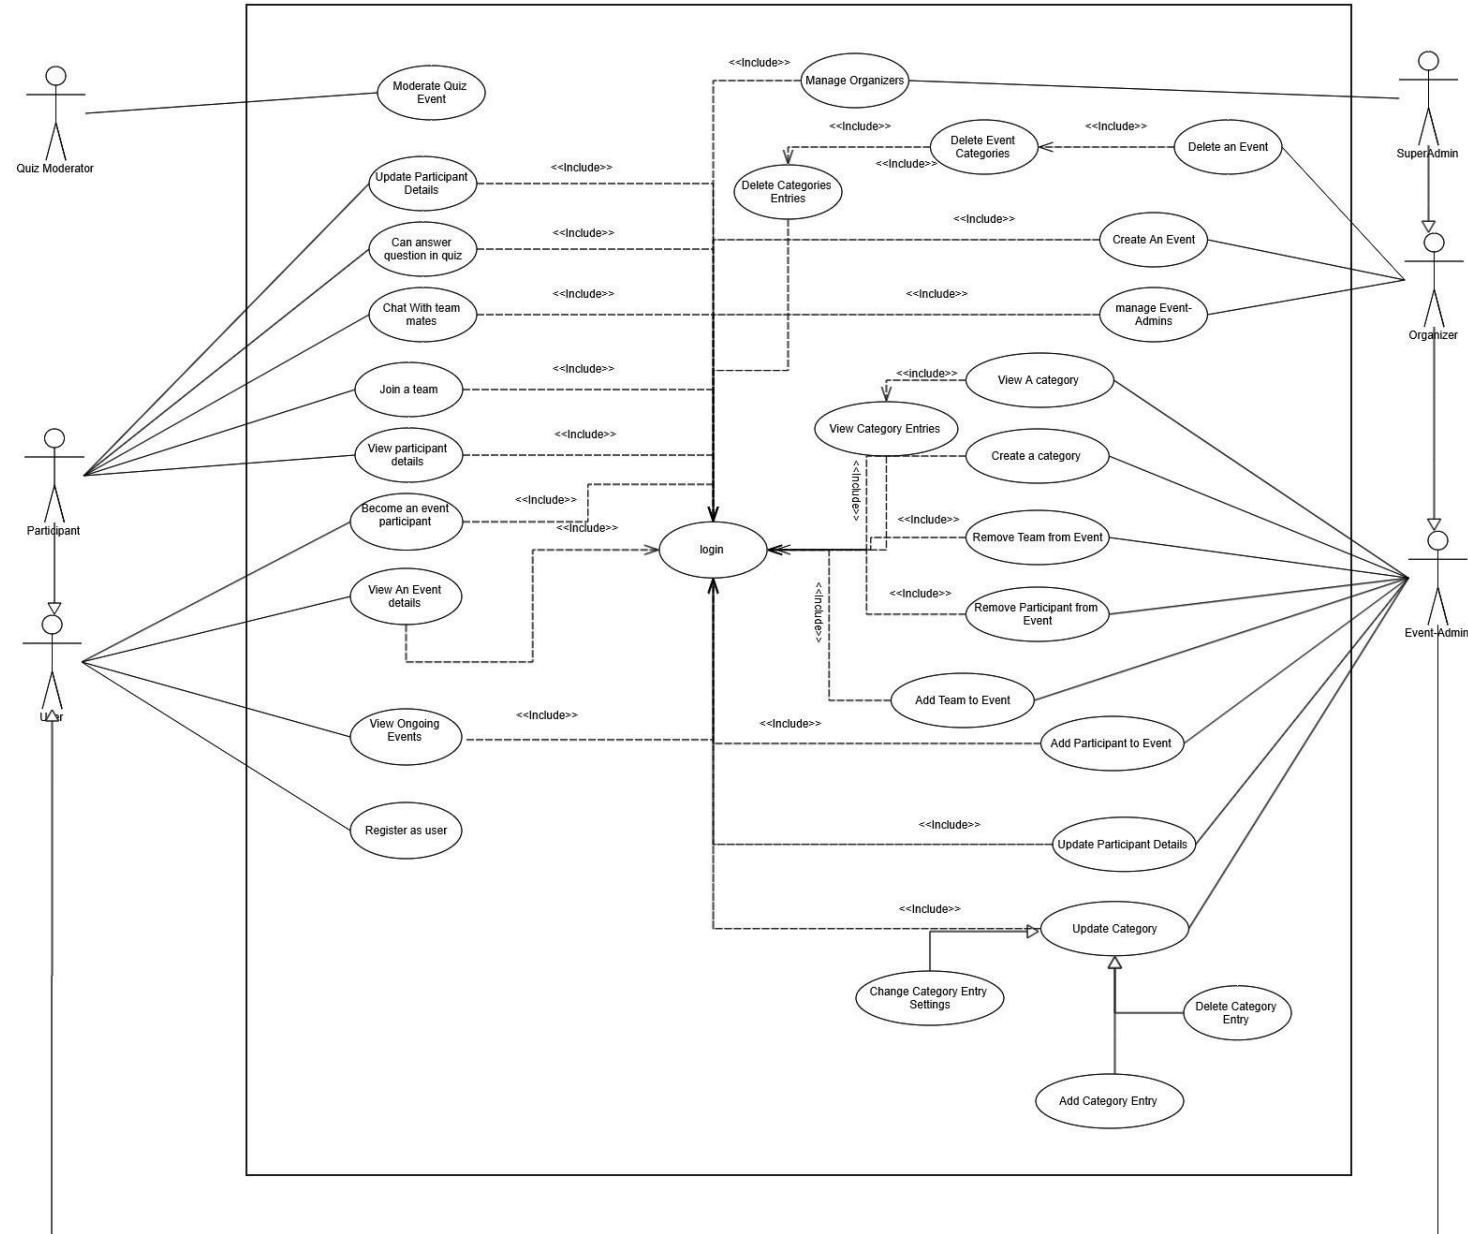 <<Include>>
Manage Organizers
Moderate Quiz
Event
Quiz Moderator
SuperAdmin
<<Include>>
Delete Event
Categories
<<Include>>
Delete an Event
<<Include>>
Update Participant
Details
<<Include>>
Delete Categories
Entries
Can answer
question in quiz
<<Include>>
<<Include>>
Create An Event
Chat With team
mates
<<Include>>
<<Include>>
manage Event-
Admins
Organizer
Join a team
<<Include>>
<<include>>
View A category
View Category Entries
View participant
details
<<Include>>
Create a category
<<Include>>
Participant
Become an event
participant
<<Include>>
<<Include>>
login
<<Include>>
Remove Team from Event
View An Event
details
<<Include>>
<<Include>>
Remove Participant from
Event
Event-Admin
User
Add Team to Event
View Ongoing
Events
<<Include>>
<<Include>>
Add Participant to Event
Register as user
<<Include>>
Update Participant Details
<<Include>>
Update Category
Change Category Entry
Settings
Delete Category
Entry
Add Category Entry